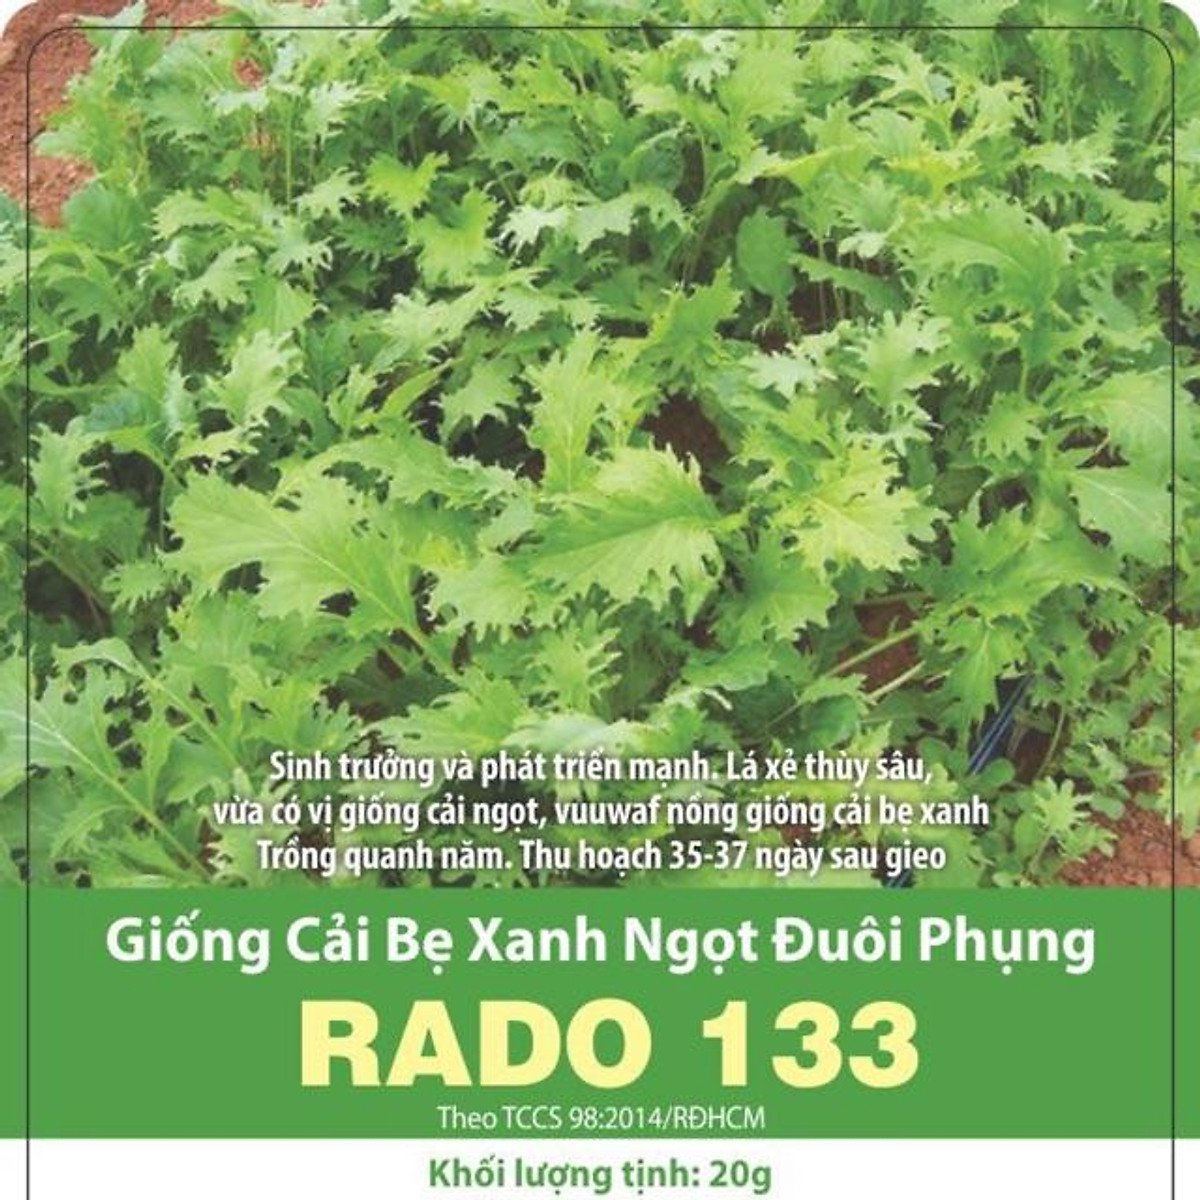 Sinh trưởng và phát triển mạnh. Lá xẻ thùy sâu,
vừa có vị giống cải ngọt, vuuwaf nồng giống cải bẹ xanh
Trồng quanh năm. Thu hoạch 35-37 ngày sau gieo
Giống Cải Bẹ Xanh Ngọt Đuôi Phụng
RADO 133
Theo TCCS 98:2014/RĐHCM
Khối lượng tịnh: 20g